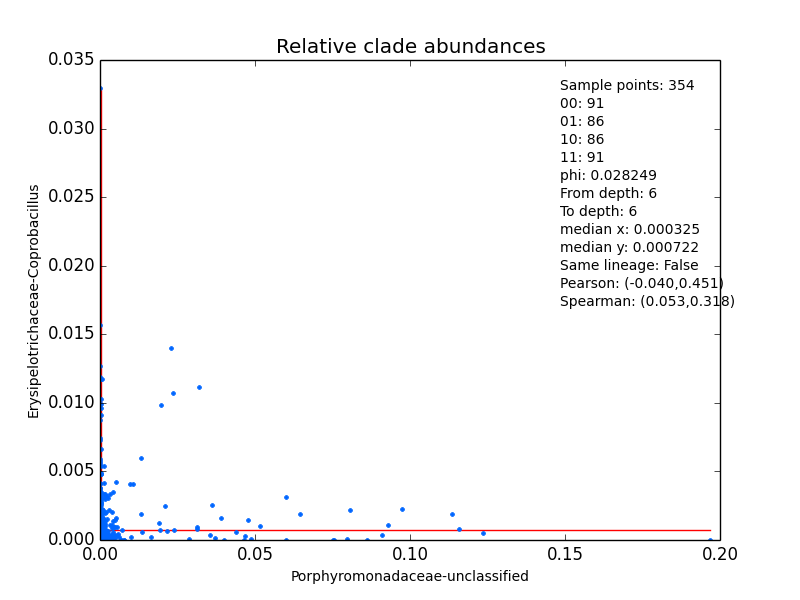 Relative clade abundances
0.035
0.030
0.025
0.020
0.015
0.010
0.005
0.000
Erysipelotrichaceae-Coprobacillus
Sample points: 354
00: 91
01: 86
10: 86
11: 91
phi: 0.028249
From depth: 6
To depth: 6
median x: 0.000325
median y: 0.000722
Same lineage: False
Pearson: (-0.040,0.451)
Spearman: (0.053,0.318)
0.00 0.05 0.10 0.15 0.20
Porphyromonadaceae-unclassified